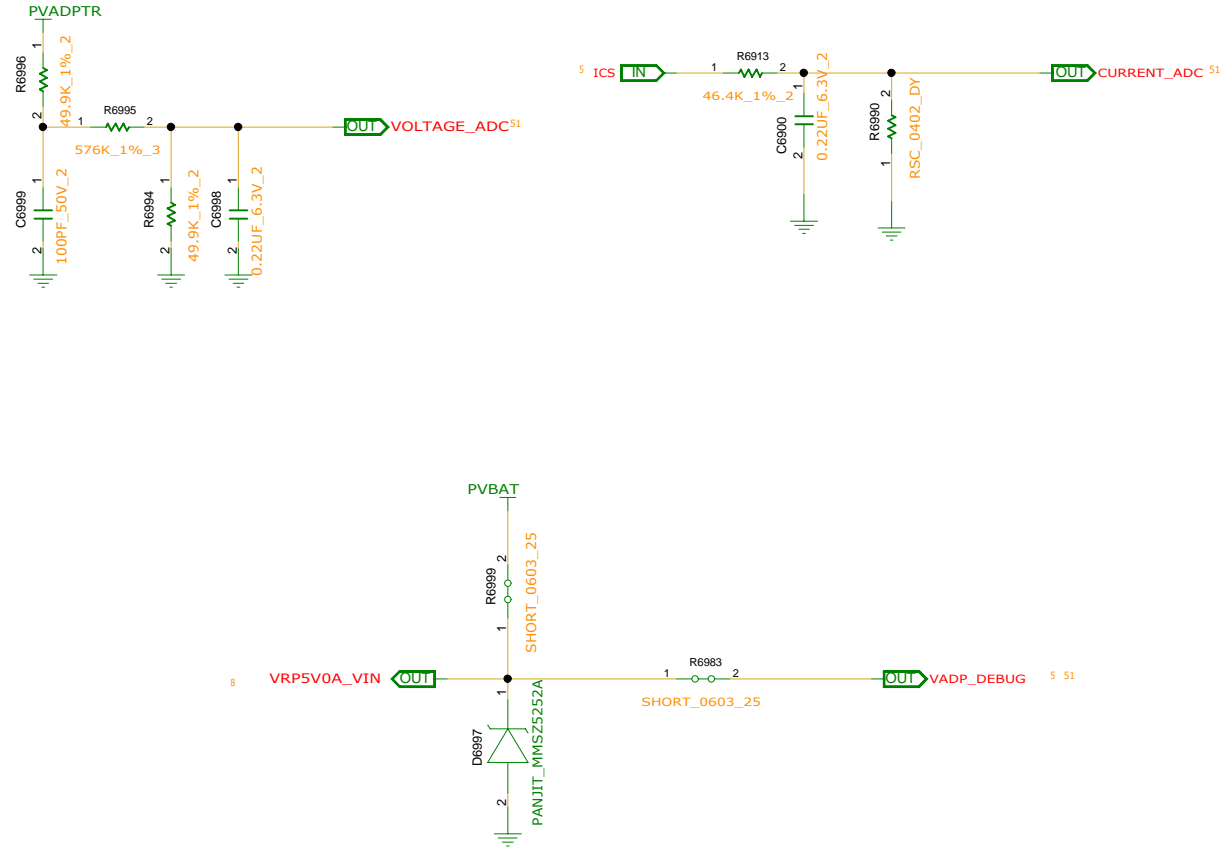 PVADPTR
1
R6996
49.9K_1%_2
2
R6995
1
2
576K_1%_3
OUT
VOLTAGE_ADC
51
1
C6999
100PF_50V_2
2
1
R6994
49.9K_1%_2
2
1
C6998
0.22UF_6.3V_2
2
5
ICS
IN
R6913
1
2
46.4K_1%_2
1
C6900
0.22UF_6.3V_2
2
2
R6990
RSC_0402_DY
1
OUT
CURRENT_ADC
51
PVBAT
2
R6999
SHORT_0603_25
1
8
VRP5V0A_VIN
OUT
R6983
1
2
SHORT_0603_25
OUT
VADP_DEBUG
5
51
1
D6997
PANJIT_MMSZ5252A
2